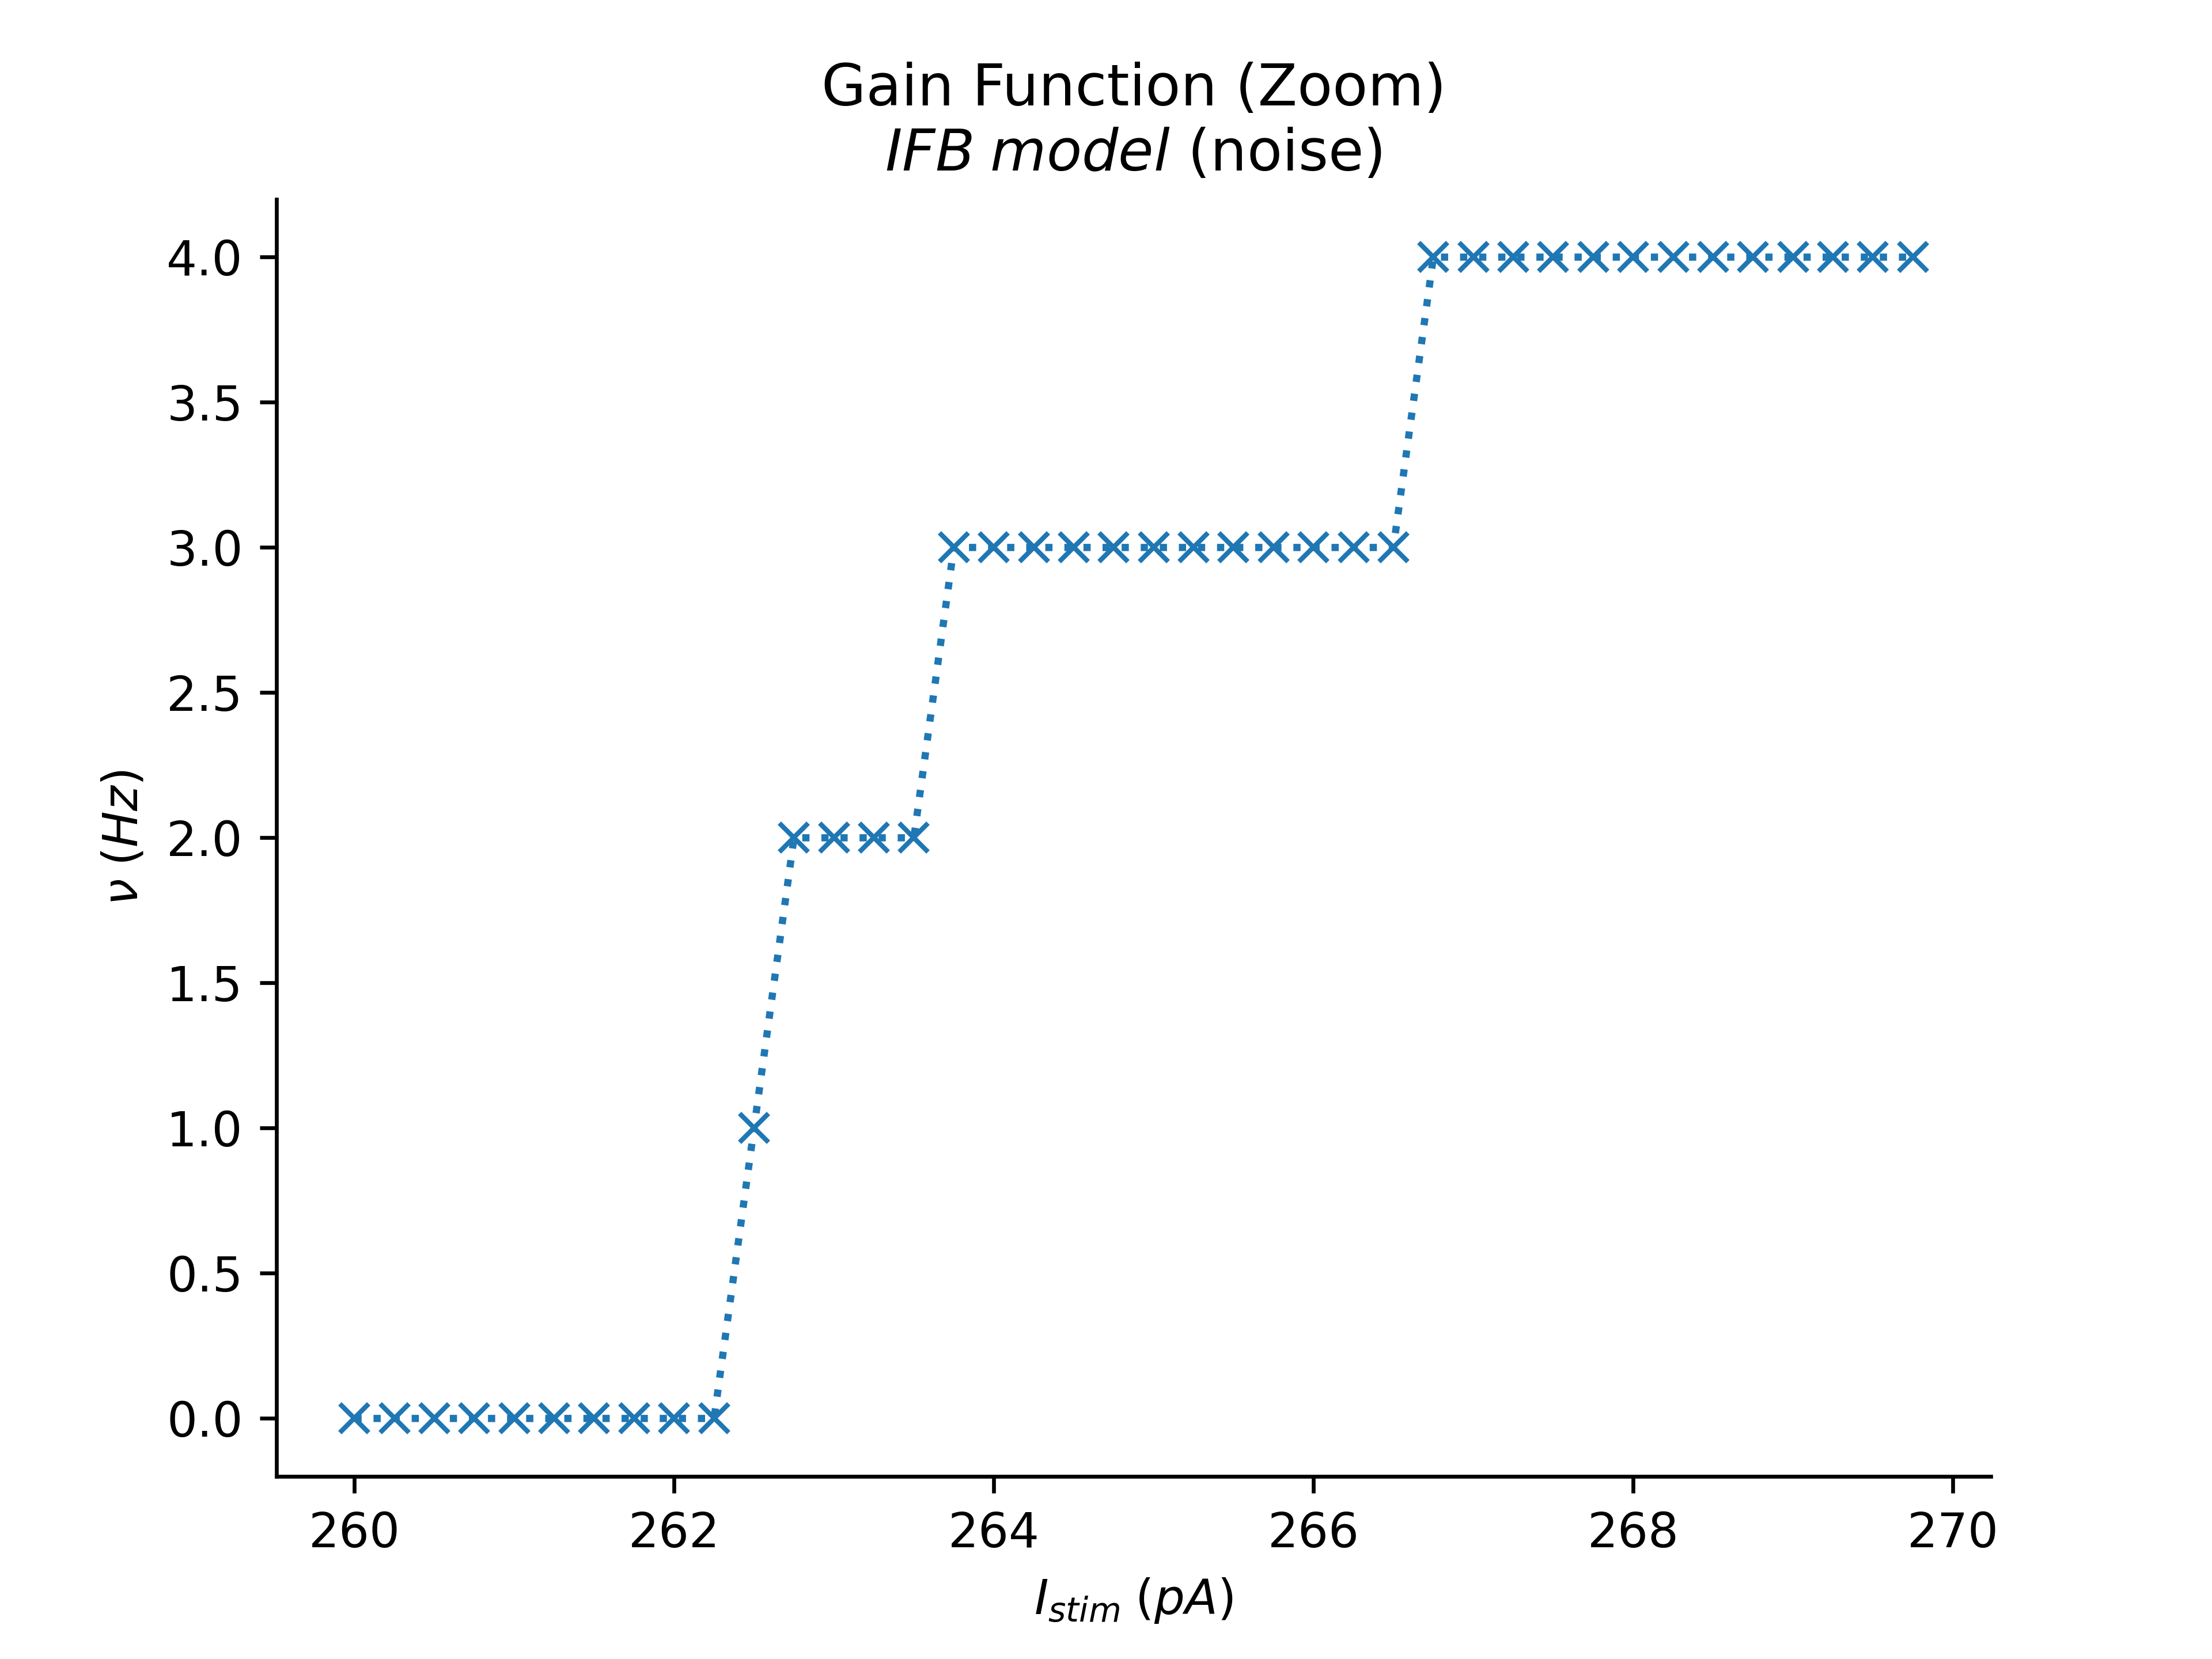 Gain Function (Zoom)
IFB model (noise)
4.0
3.5
3.0
2.5
2.0
1.5
1.0
0.5
0.0
ν (Hz)
260 262 264 266 268 270
I_stim (pA)